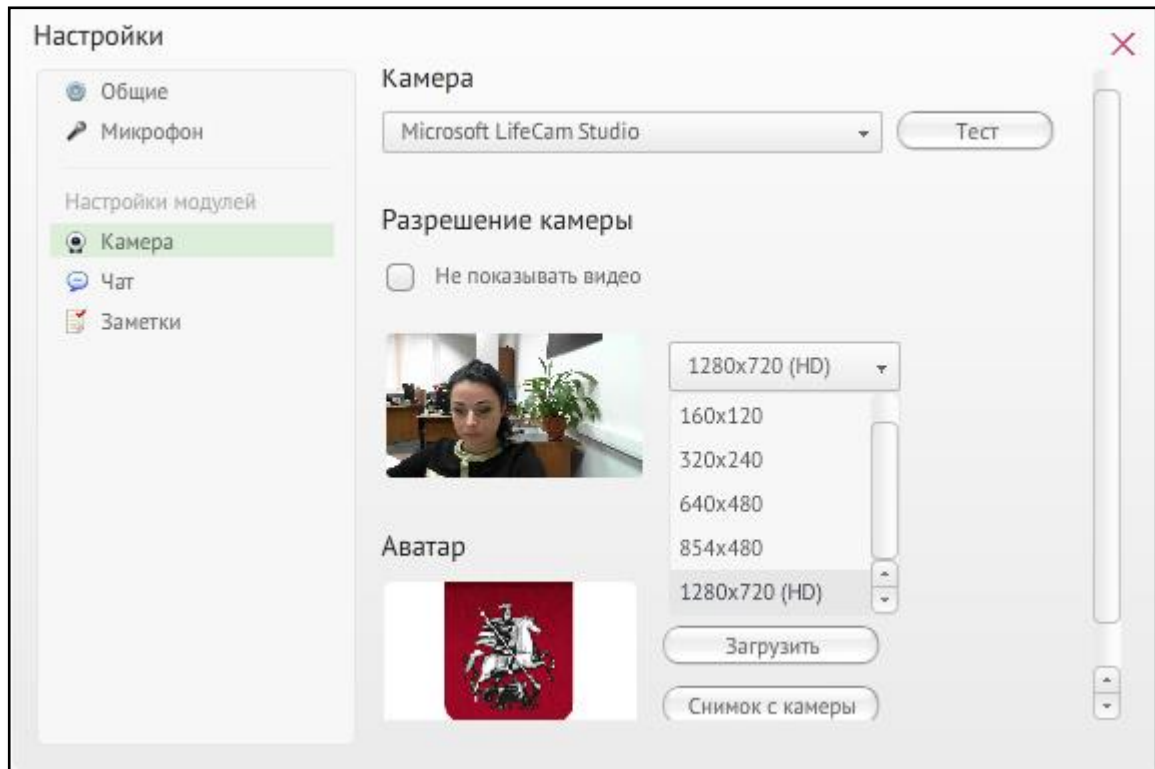 Настройки
Общие
Микрофон
Настройки модулей
Камера
Чат
Заметки
Камера
Microsoft LifeCam Studio
Тест
Разрешение камеры
Не показывать видео
1280x720 (HD)
160x120
320x240
640x480
854x480
1280x720 (HD)
Аватар
Загрузить
Снимок с камеры